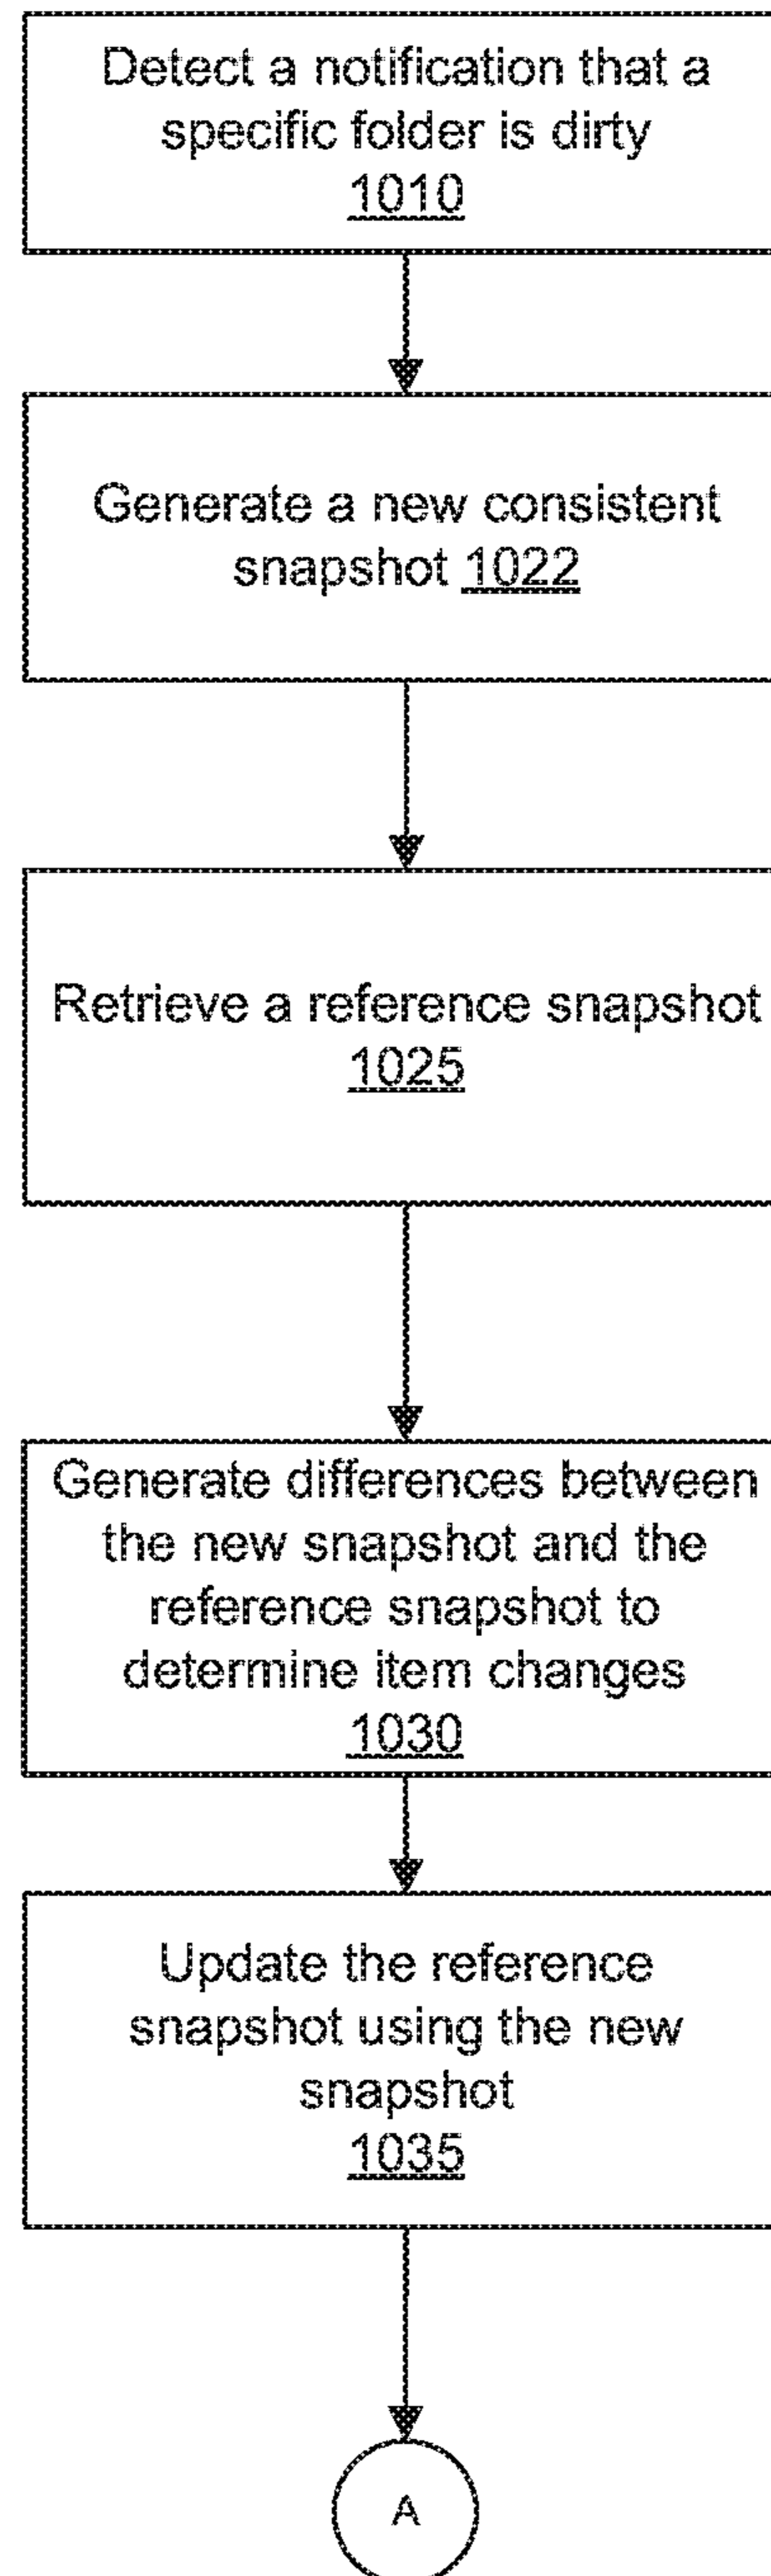 Detect a notification that a
specific folder is dirty
1010
Generate a new consistent
snapshot 1022
Retrieve a reference snapshot
1025
Generate differences between
the new snapshot and the
reference snapshot to
determine item changes
1030
Update the reference
snapshot using the new
snapshot
1035
A